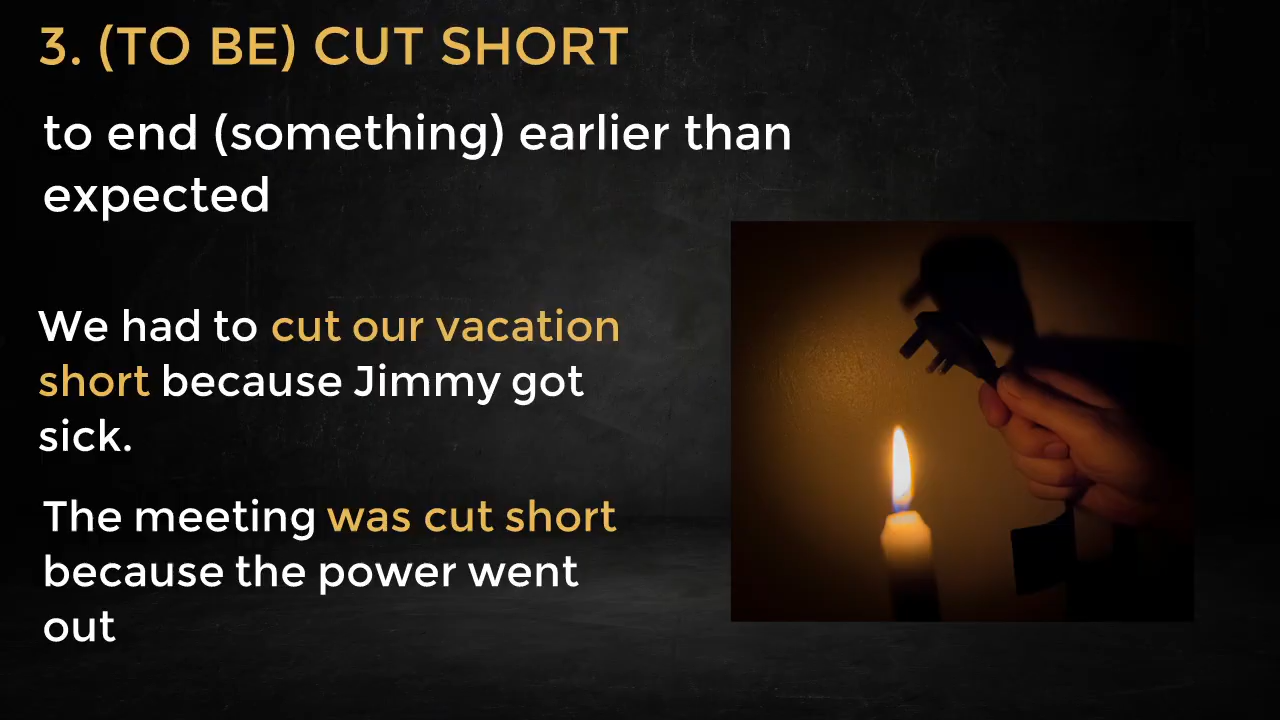 3. (TO BE) CUT SHORT
to end (something) earlier than
expected
We had to cut our vacation
short because Jimmy got
sick.
The meeting was cut short
because the power went
out